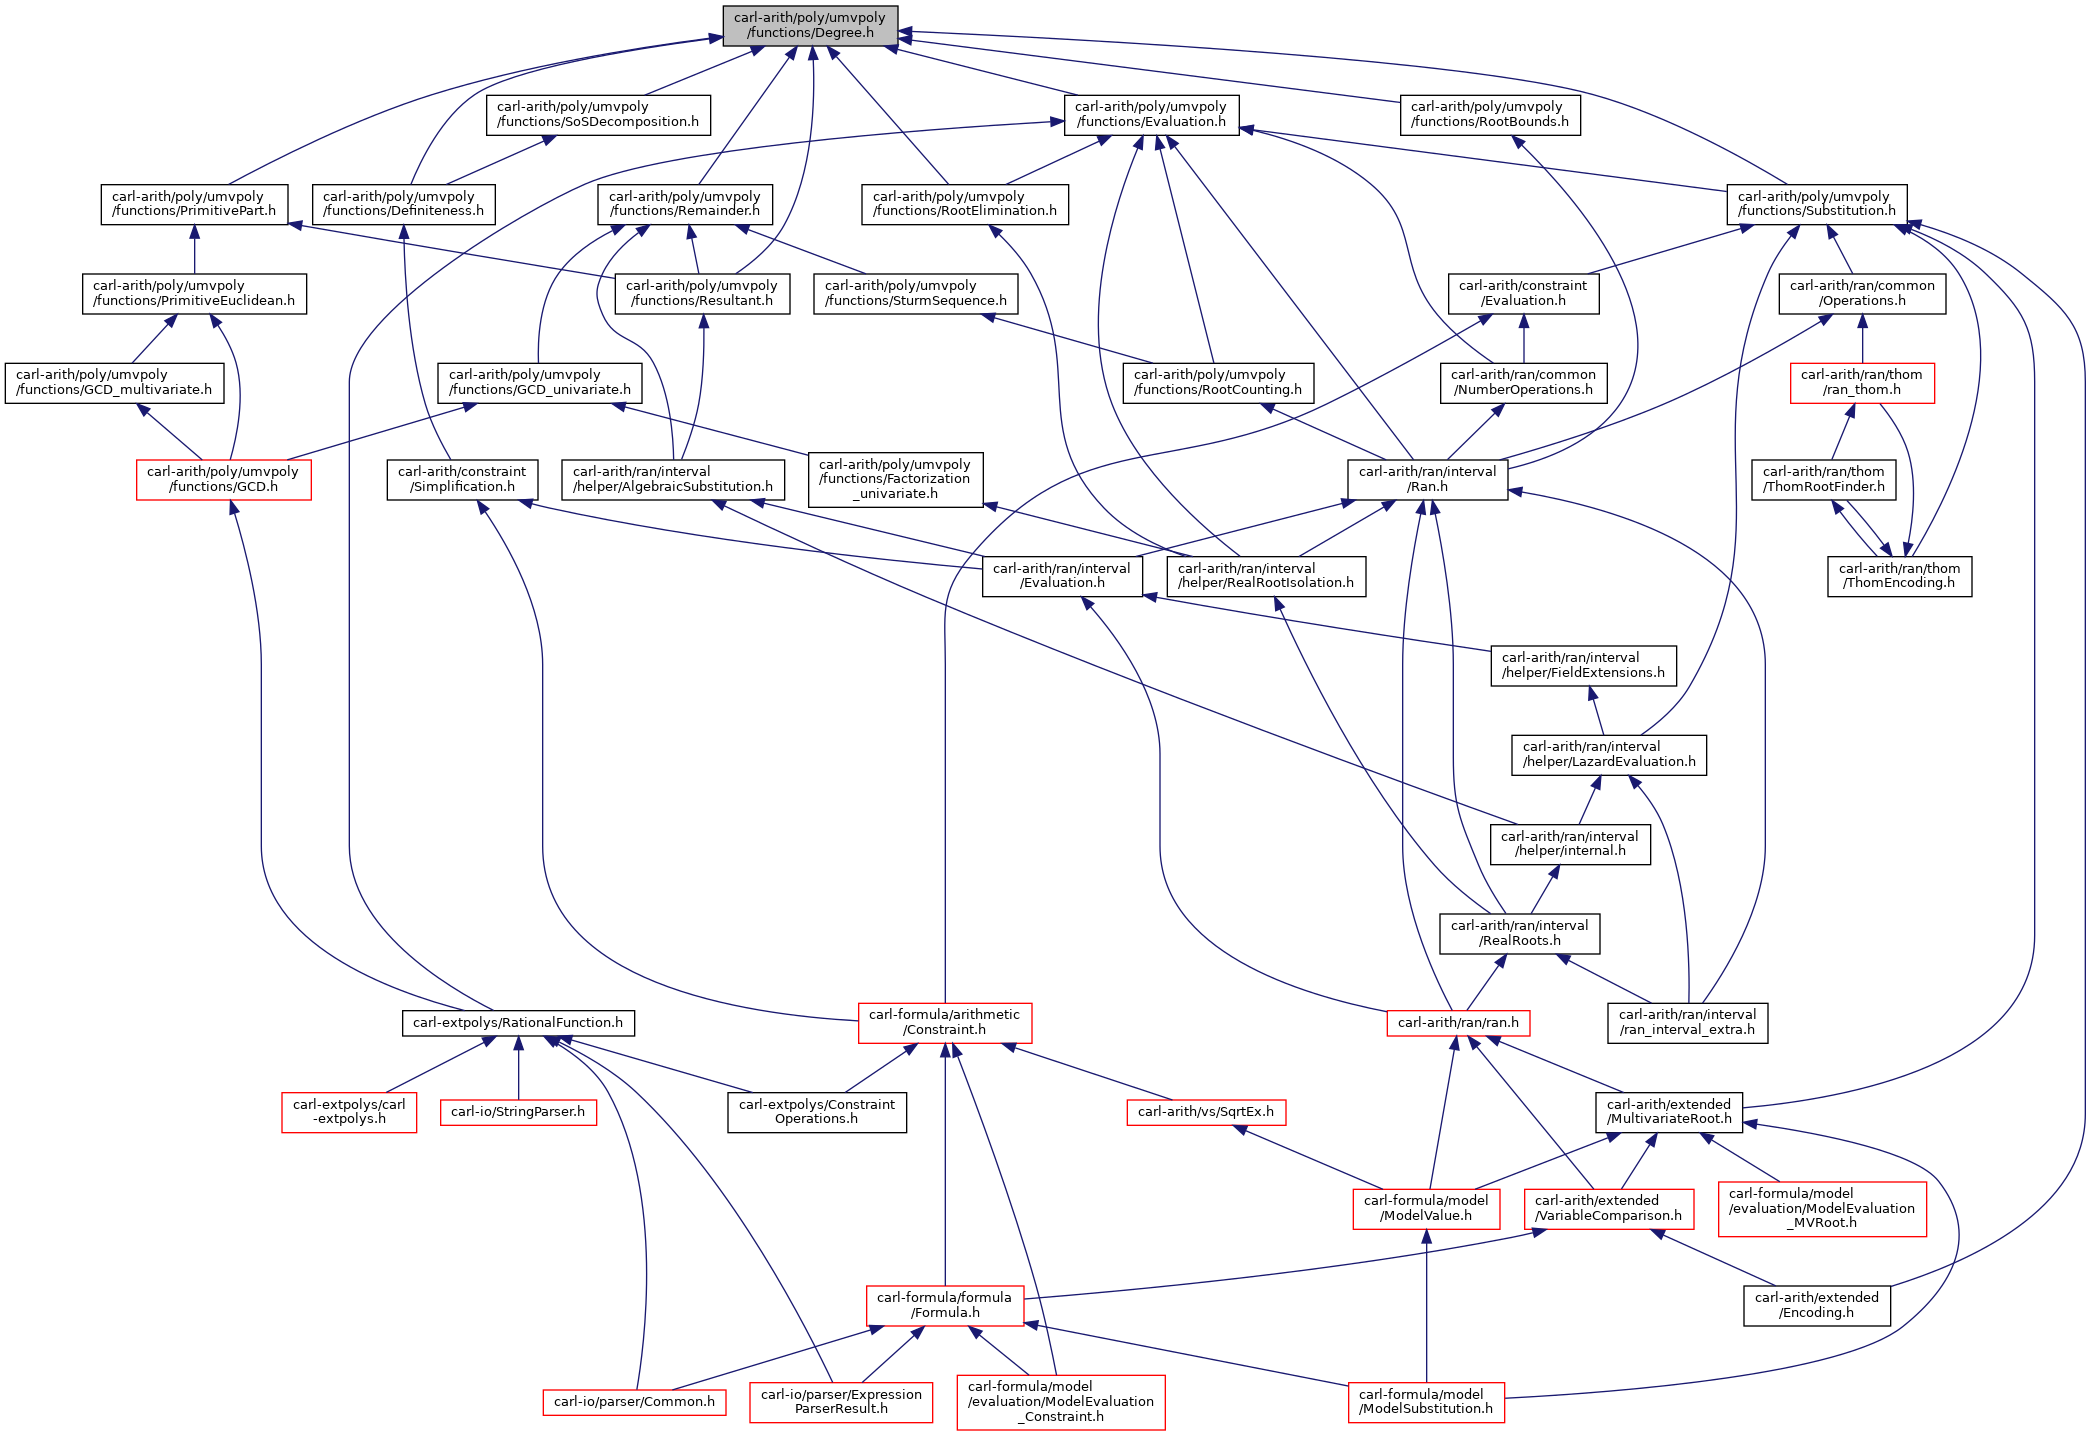 carl-arith/poly/umvpoly
/functions/Degree.h
carl-arith/poly/umvpoly
/functions/SoSDecomposition.h
carl-arith/poly/umvpoly
/functions/Evaluation.h
carl-arith/poly/umvpoly
/functions/RootBounds.h
carl-arith/poly/umvpoly
/functions/PrimitivePart.h
carl-arith/poly/umvpoly
/functions/Definiteness.h
carl-arith/poly/umvpoly
/functions/Remainder.h
carl-arith/poly/umvpoly
/functions/RootElimination.h
carl-arith/poly/umvpoly
/functions/Substitution.h
carl-arith/poly/umvpoly
/functions/PrimitiveEuclidean.h
carl-arith/poly/umvpoly
/functions/Resultant.h
carl-arith/poly/umvpoly
/functions/SturmSequence.h
carl-arith/constraint
/Evaluation.h
carl-arith/ran/common
/Operations.h
carl-arith/poly/umvpoly
/functions/GCD_multivariate.h
carl-arith/poly/umvpoly
/functions/GCD_univariate.h
carl-arith/poly/umvpoly
/functions/RootCounting.h
carl-arith/ran/common
/NumberOperations.h
carl-arith/ran/thom
/ran_thom.h
carl-arith/poly/umvpoly
/functions/GCD.h
carl-arith/constraint
/Simplification.h
carl-arith/ran/interval
/helper/AlgebraicSubstitution.h
carl-arith/poly/umvpoly
/functions/Factorization
_univariate.h
carl-arith/ran/interval
/Ran.h
carl-arith/ran/thom
/ThomRootFinder.h
carl-arith/ran/interval
/Evaluation.h
carl-arith/ran/interval
/helper/RealRootIsolation.h
carl-arith/ran/thom
/ThomEncoding.h
carl-arith/ran/interval
/helper/FieldExtensions.h
carl-arith/ran/interval
/helper/LazardEvaluation.h
carl-arith/ran/interval
/helper/internal.h
carl-arith/ran/interval
/RealRoots.h
carl-extpolys/RationalFunction.h
carl-formula/arithmetic
/Constraint.h
carl-arith/ran/ran.h
carl-arith/ran/interval
/ran_interval_extra.h
carl-extpolys/carl
-extpolys.h
carl-io/StringParser.h
carl-extpolys/Constraint
Operations.h
carl-arith/vs/SqrtEx.h
carl-arith/extended
/MultivariateRoot.h
carl-formula/model
/ModelValue.h
carl-arith/extended
/VariableComparison.h
carl-formula/model
/evaluation/ModelEvaluation
_MVRoot.h
carl-formula/formula
/Formula.h
carl-arith/extended
/Encoding.h
carl-io/parser/Common.h
carl-io/parser/Expression
ParserResult.h
carl-formula/model
/evaluation/ModelEvaluation
_Constraint.h
carl-formula/model
/ModelSubstitution.h